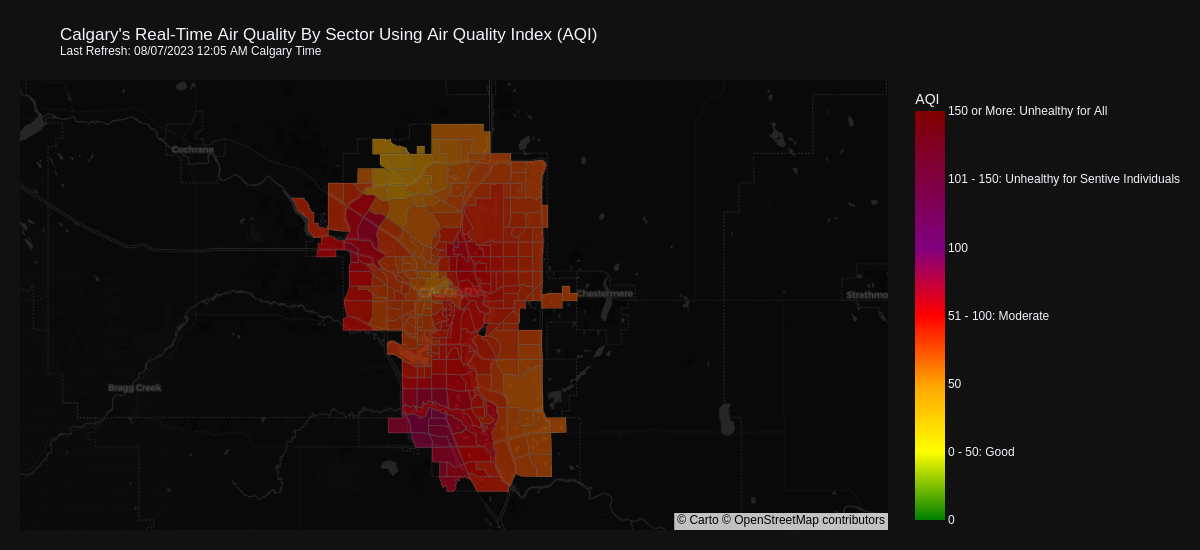 Calgary's Real-Time Air Quality By Sector Using Air Quality Index (AQI)
Last Refresh: 08/07/2023 12:05 AM Calgary Time
AQI
150 or More: Unhealthy for All
Cochrane
101 - 150: Unhealthy for Sentive Individuals
100
CALGARY
Chestermere
Strathmo
51 - 100: Moderate
Bragg Creek
50
0 - 50: Good
© Carto © OpenStreetMap contributors
0